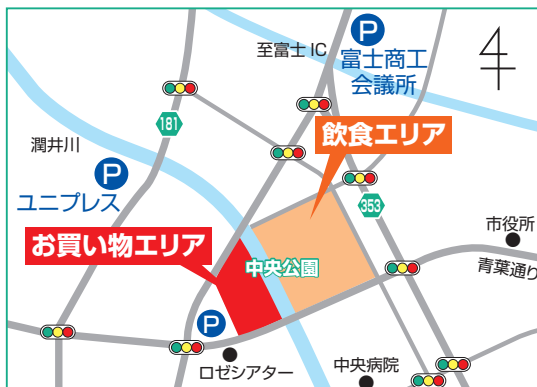 至富士IC
P
富士商工
会議所
181
飲食エリア
潤井川
P
ユニプレス
353
お買い物エリア
市役所
中央公園
青葉通り
P
ロゼシアター
中央病院